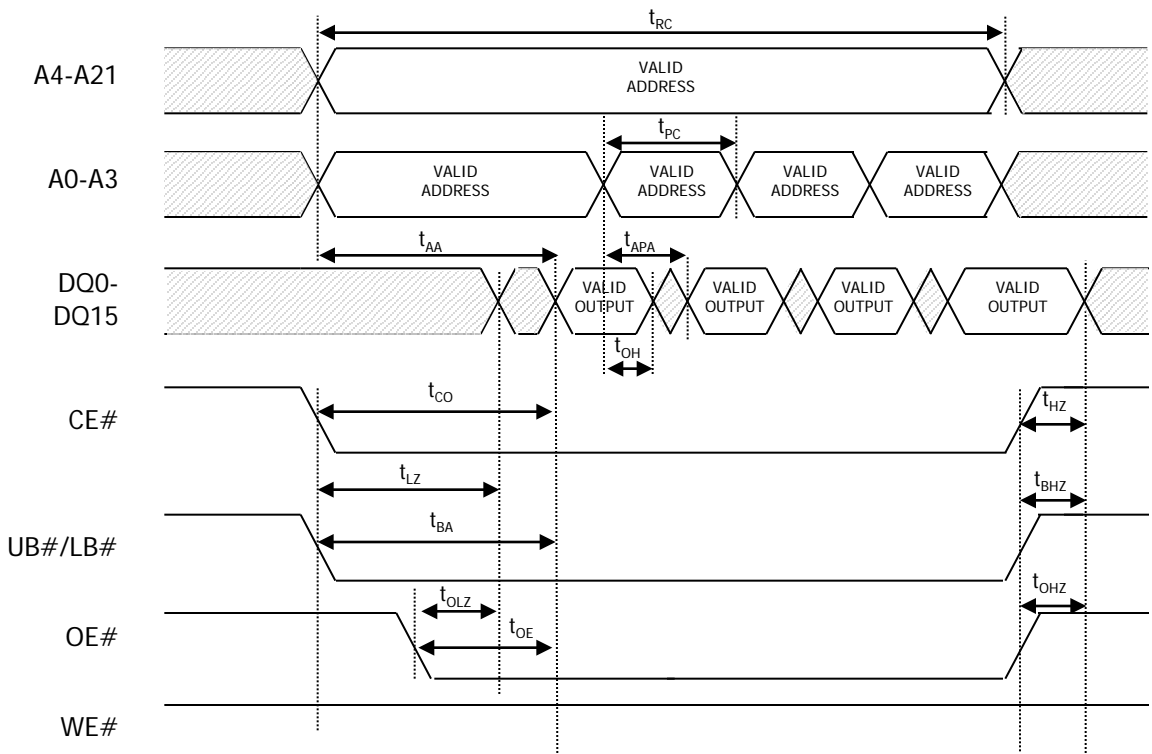 tRC
A4-A21
VALID
ADDRESS
tPC
A0-A3
VALID
ADDRESS
VALID
ADDRESS
VALID
ADDRESS
VALID
ADDRESS
tAA
tAPA
DQ0-
DQ15
VALID
OUTPUT
VALID
OUTPUT
VALID
OUTPUT
VALID
OUTPUT
tOH
CE#
tCO
tHZ
tLZ
tBHZ
UB#/LB#
tBA
tOLZ
tOHZ
OE#
tOE
WE#